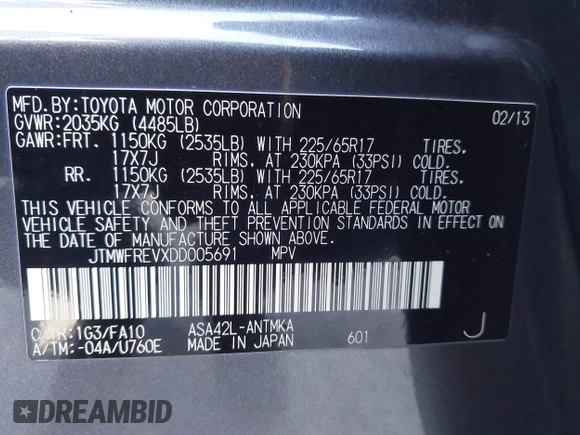 MFD.BY:TOYOTA MOTOR CORPORATION 02/13
GVWR:2035KG (4485LB)
GAWR:FRT. 1150KG (2535LB) WITH 225/65R17 TIRES.
17X7J RIMS. AT 230KPA (33PSI) COLD.
RR. 1150KG (2535LB) WITH 225/65R17 TIRES.
17X7J RIMS. AT 230KPA (33PSI) COLD.
THIS VEHICLE CONFORMS TO ALL APPLICABLE FEDERAL MOTOR
VEHICLE SAFETY AND THEFT PREVENTION STANDARDS IN EFFECT ON
THE DATE OF MANUFACTURE SHOWN ABOVE.
JTMWFREVXDD005691 MPV
C/TR:1G3/FA10 ASA42L-ANTMKA
A/TM:-04A/U760E MADE IN JAPAN 601 J
DREAMBID